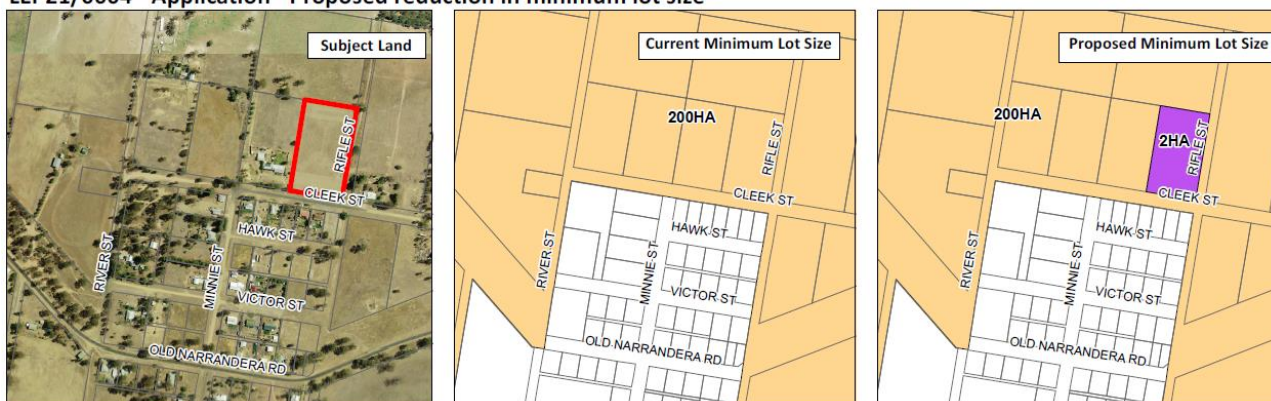 LEP21/0004 - Application - Proposed reduction in minimum lot size
Subject Land
RIFLE ST
CLEEK ST
HAWK ST
RIVER ST
MINNIE ST
VICTOR ST
OLD NARRANDERA RD
Current Minimum Lot Size
200HA
RIFLE ST
CLEEK ST
HAWK ST
RIVER ST
MINNIE ST
VICTOR ST
OLD NARRANDERA RD
Proposed Minimum Lot Size
200HA
2HA
RIFLE ST
CLEEK ST
HAWK ST
RIVER ST
MINNIE ST
VICTOR ST
OLD NARRANDERA RD